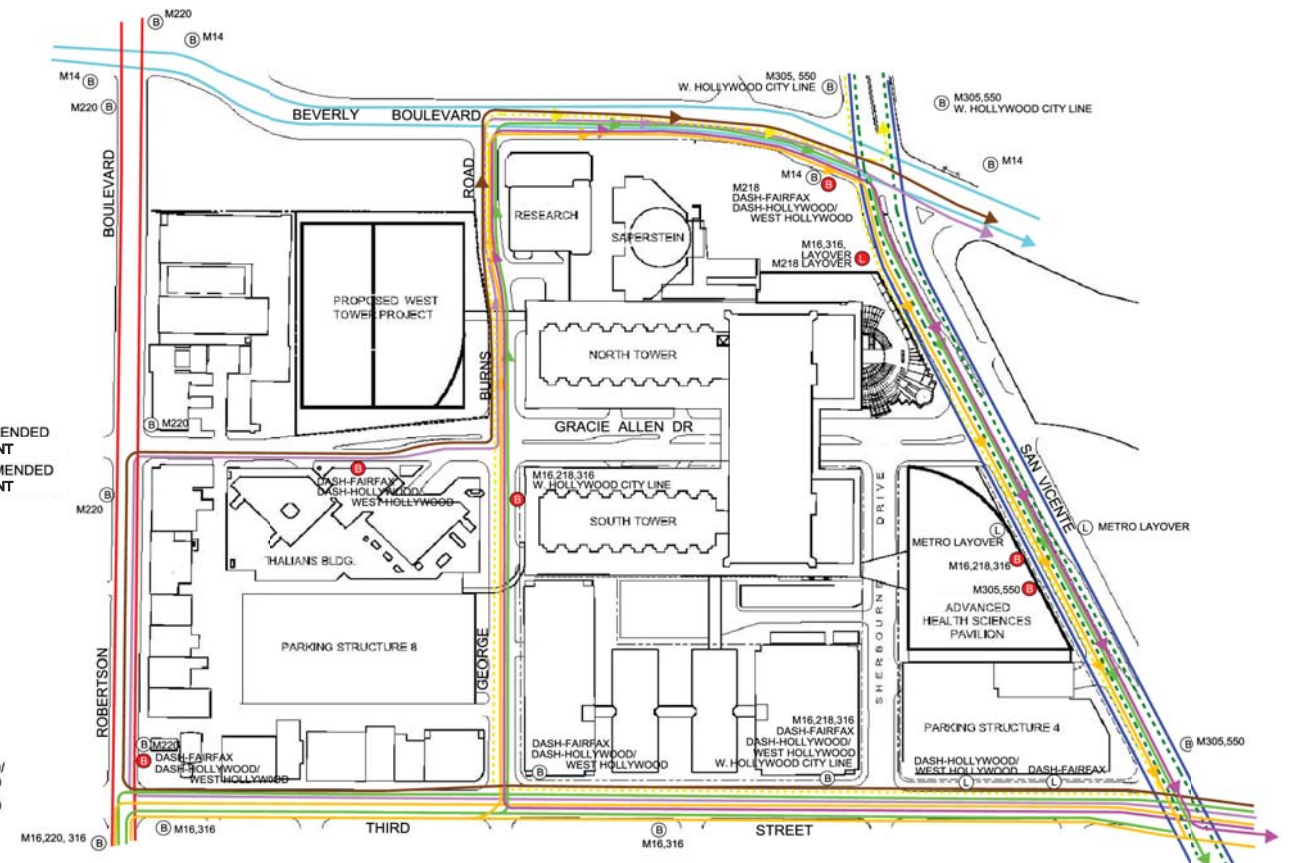 M220
M14
M14
M220
M305, 550
W. HOLLYWOOD CITY LINE
M305,550
W. HOLLYWOOD CITY LINE
BEVERLY BOULEVARD
M14
M14
M218
DASH-FAIRFAX
DASH-HOLLYWOOD/
WEST HOLLYWOOD
BOULEVARD
ROAD
RESEARCH
SAPERSTEIN
M16,316,
LAYOVER
M218 LAYOVER
L
PROPOSED WEST
TOWER PROJECT
NORTH TOWER
BURNS
M220
GRACIE ALLEN DR
ENDED
NT
MENDED
NT
M220
DASH-FAIRFAX
DASH-HOLLYWOOD/
WEST HOLLYWOOD
M16,218,316
W. HOLLYWOOD CITY LINE
SOUTH TOWER
THALIANS BLDG.
SHERBOURNE DRIVE
SAN VICENTE
L METRO LAYOVER
L
METRO LAYOVER
M16,218,316
M305,550
ADVANCED
HEALTH SCIENCES
PAVILION
PARKING STRUCTURE 8
GEORGE
ROBERTSON
M220
DASH-FAIRFAX
DASH-HOLLYWOOD/
WEST HOLLYWOOD
DASH-FAIRFAX
DASH-HOLLYWOOD/
WEST HOLLYWOOD
M16,218,316
DASH-FAIRFAX
DASH-HOLLYWOOD/
WEST HOLLYWOOD
W. HOLLYWOOD CITY LINE
PARKING STRUCTURE 4
DASH-HOLLYWOOD/
WEST HOLLYWOOD
DASH-FAIRFAX
M305,550
M16,220, 316
M16,316
THIRD STREET
M16,316